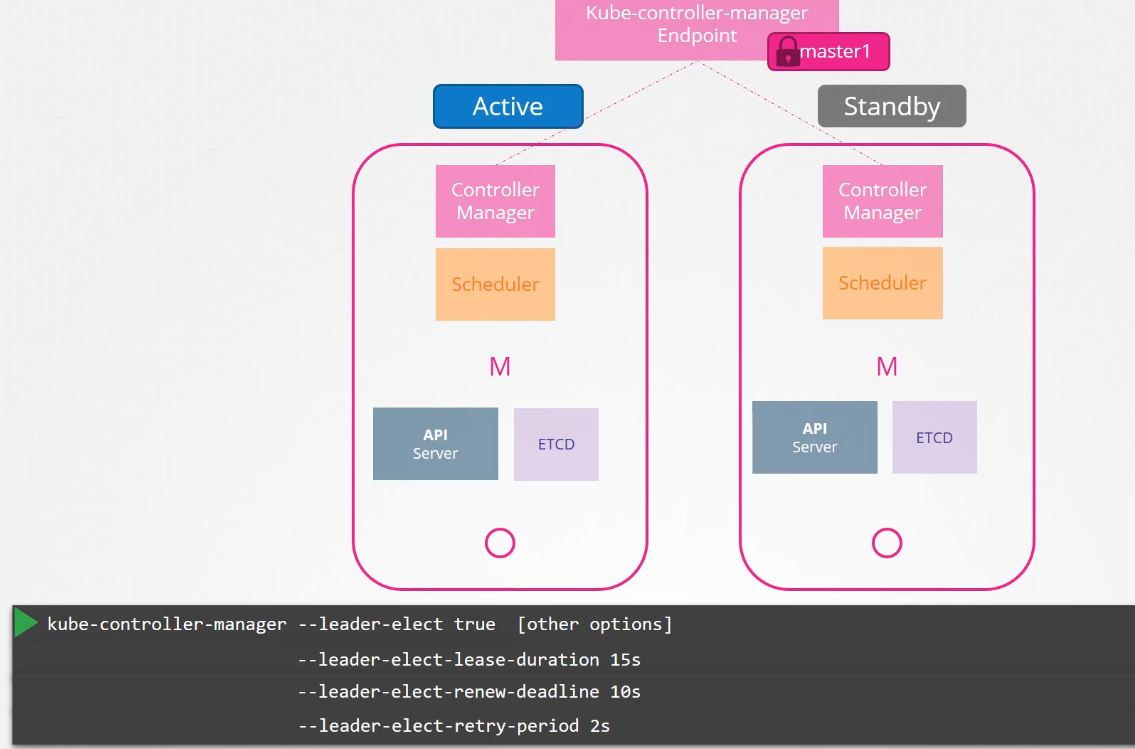 Kube-controller-manager
Endpoint
master1
Active
Standby
Controller
Manager
Controller
Manager
Scheduler
Scheduler
M
M
API
Server
ETCD
API
Server
ETCD
kube-controller-manager --leader-elect true [other options]
--leader-elect-lease-duration 15s
--leader-elect-renew-deadline 10s
--leader-elect-retry-period 2s